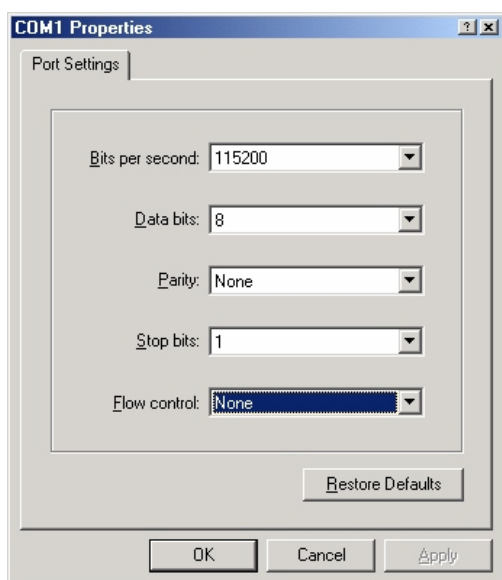 COM1 Properties
Port Settings
Bits per second: 115200
Data bits: 8
Parity: None
Stop bits: 1
Flow control: None
Restore Defaults
OK Cancel Apply